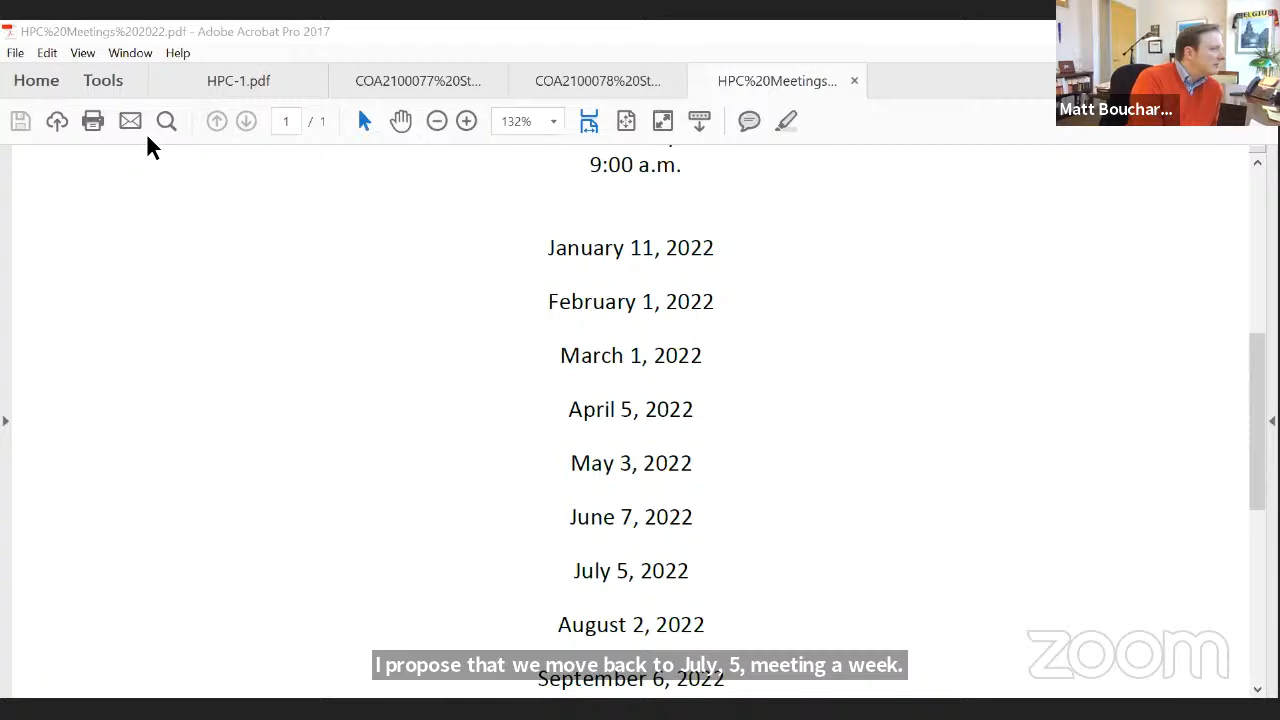 HPC%20Meetings%202022.pdf - Adobe Acrobat Pro 2017
File Edit View Window Help
Home Tools HPC-1.pdf COA2100077%20St... COA2100078%20St... HPC%20Meetings... ×
1 / 1 132%
ELGIUM
Matt Bouchar...
9:00 a.m.
January 11, 2022
February 1, 2022
March 1, 2022
April 5, 2022
May 3, 2022
June 7, 2022
July 5, 2022
August 2, 2022
I propose that we move back to July, 5, meeting a week.
September 6, 2022
zoom